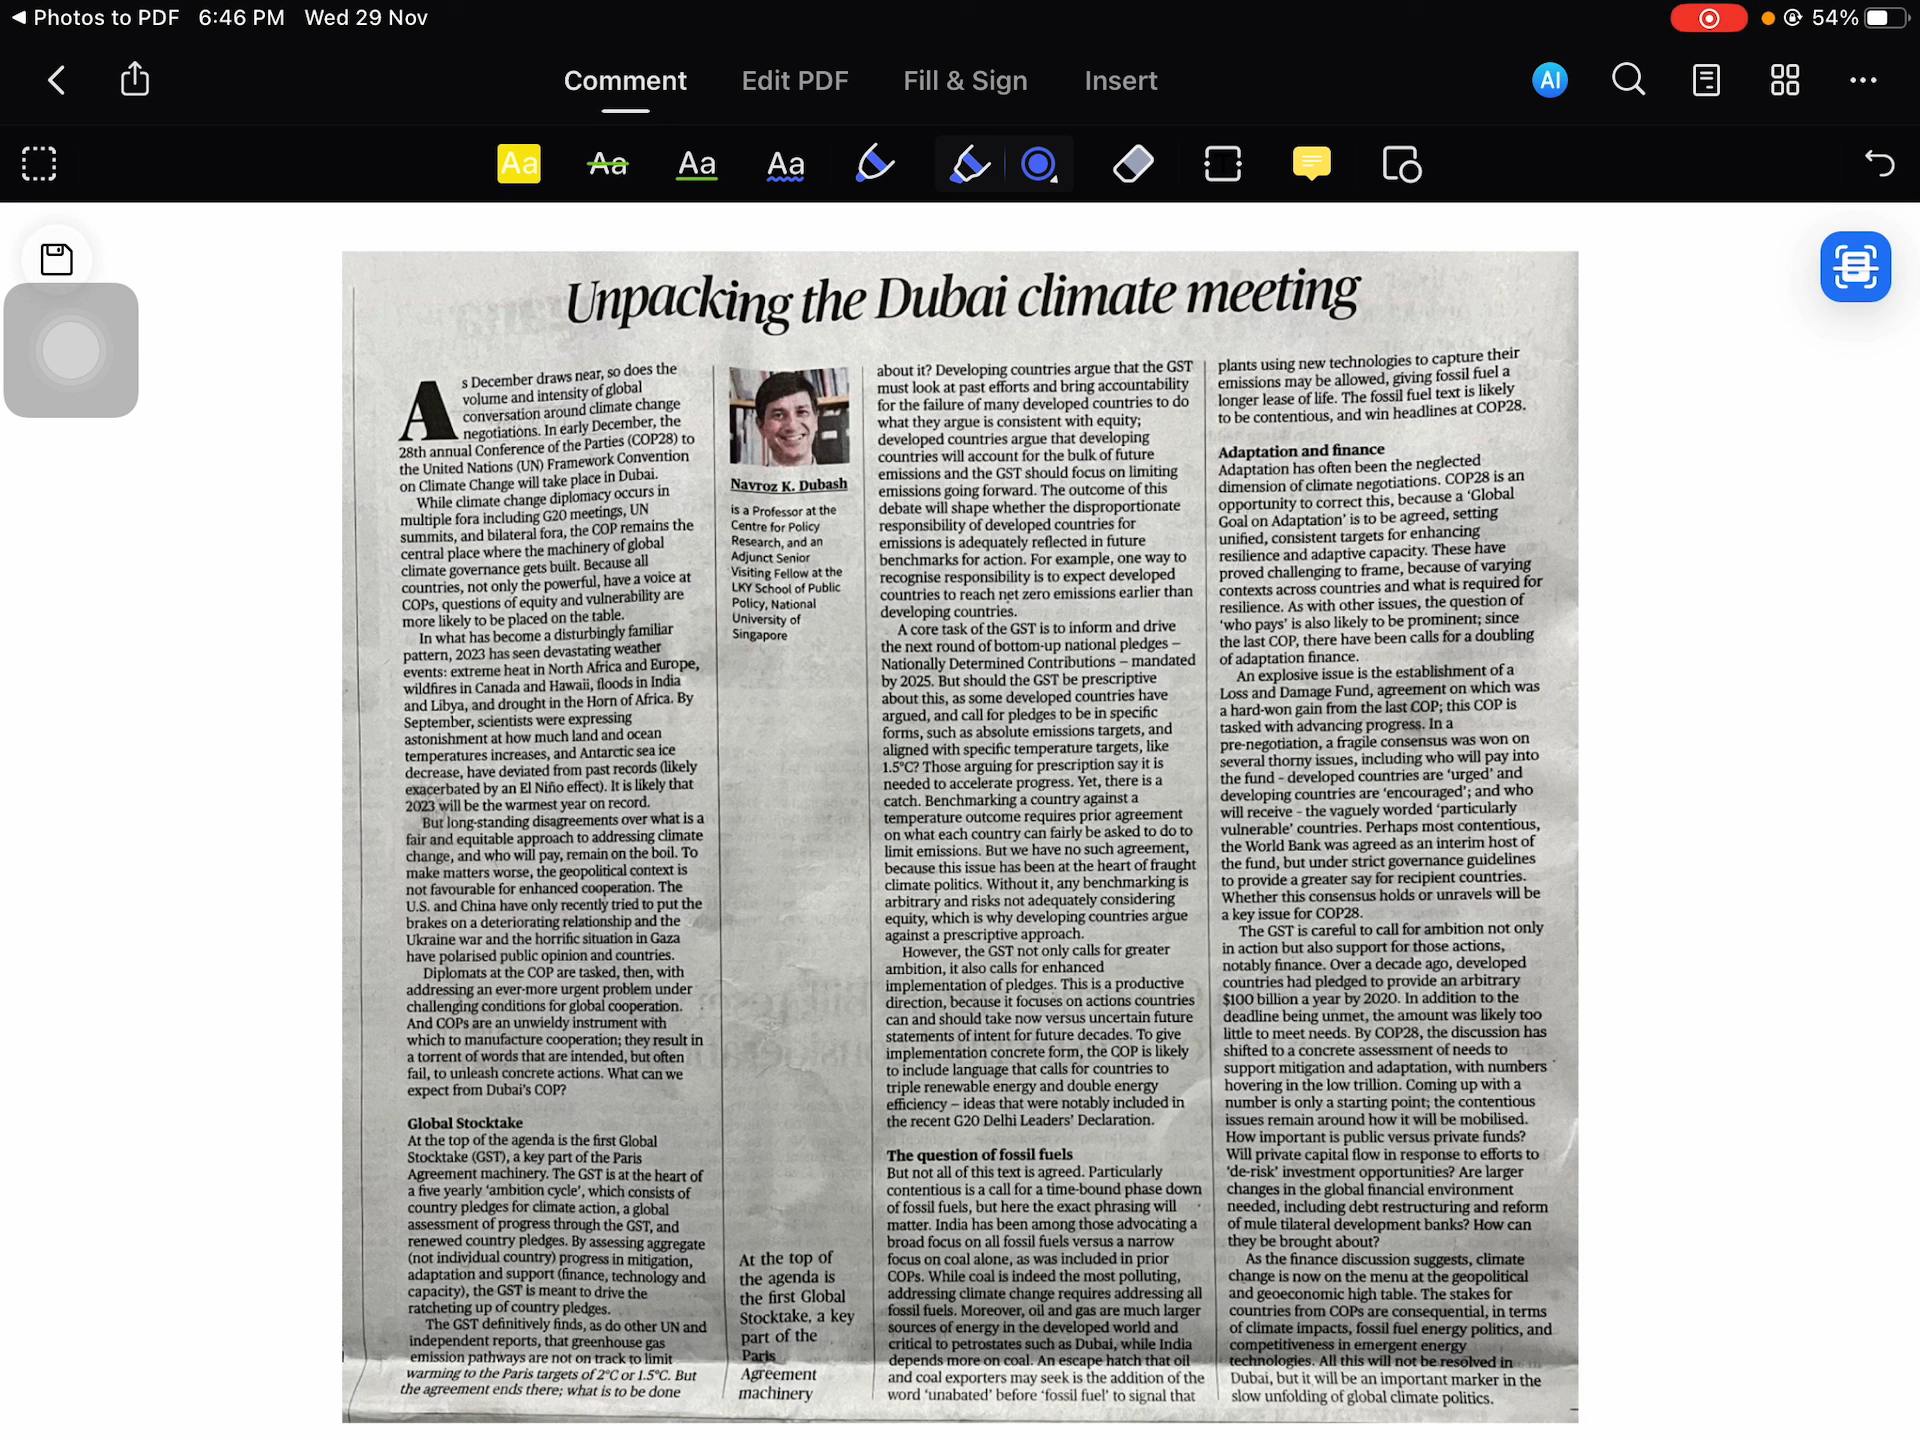 Photos to PDF 6:46 PM Wed 29 Nov
54%
Comment
Edit PDF
Fill & Sign
Insert
AI
Aa
Aa
Aa
Aa
T
Unpacking the Dubai climate meeting
As December draws near, so does the
volume and intensity of global
conversation around climate change
negotiations. In early December, the
28th annual Conference of the Parties (COP28) to
the United Nations (UN) Framework Convention
on Climate Change will take place in Dubai.
While climate change diplomacy occurs in
multiple fora including G20 meetings, UN
summits, and bilateral fora, the COP remains the
central place where the machinery of global
climate governance gets built. Because all
countries, not only the powerful, have a voice at
COPs, questions of equity and vulnerability are
more likely to be placed on the table.
In what has become a disturbingly familiar
pattern, 2023 has seen devastating weather
events: extreme heat in North Africa and Europe,
wildfires in Canada and Hawaii, floods in India
and Libya, and drought in the Horn of Africa. By
September, scientists were expressing
astonishment at how much land and ocean
temperatures increases, and Antarctic sea ice
decrease, have deviated from past records (likely
exacerbated by an El Niño effect). It is likely that
2023 will be the warmest year on record.
But long-standing disagreements over what is a
fair and equitable approach to addressing climate
change, and who will pay, remain on the boil. To
make matters worse, the geopolitical context is
not favourable for enhanced cooperation. The
U.S. and China have only recently tried to put the
brakes on a deteriorating relationship and the
Ukraine war and the horrific situation in Gaza
have polarised public opinion and countries.
Diplomats at the COP are tasked, then, with
addressing an ever-more urgent problem under
challenging conditions for global cooperation.
And COPs are an unwieldy instrument with
which to manufacture cooperation; they result in
a torrent of words that are intended, but often
fail, to unleash concrete actions. What can we
expect from Dubai's COP?
Global Stocktake
At the top of the agenda is the first Global
Stocktake (GST), a key part of the Paris
Agreement machinery. The GST is at the heart of
a five yearly 'ambition cycle', which consists of
country pledges for climate action, a global
assessment of progress through the GST, and
renewed country pledges. By assessing aggregate
(not individual country) progress in mitigation,
adaptation and support (finance, technology and
capacity), the GST is meant to drive the
ratcheting up of country pledges.
The GST definitively finds, as do other UN and
independent reports, that greenhouse gas
emission pathways are not on track to limit
warming to the Paris targets of 2°C or 1.5°C. But
the agreement ends there; what is to be done
Navroz K. Dubash
is a Professor at the
Centre for Policy
Research, and an
Adjunct Senior
Visiting Fellow at the
LKY School of Public
Policy, National
University of
Singapore
At the top of
the agenda is
the first Global
Stocktake, a key
part of the
Paris
Agreement
machinery
about it? Developing countries argue that the GST
must look at past efforts and bring accountability
for the failure of many developed countries to do
what they argue is consistent with equity;
developed countries argue that developing
countries will account for the bulk of future
emissions and the GST should focus on limiting
emissions going forward. The outcome of this
debate will shape whether the disproportionate
responsibility of developed countries for
emissions is adequately reflected in future
benchmarks for action. For example, one way to
recognise responsibility is to expect developed
countries to reach net zero emissions earlier than
developing countries.
A core task of the GST is to inform and drive
the next round of bottom-up national pledges –
Nationally Determined Contributions – mandated
by 2025. But should the GST be prescriptive
about this, as some developed countries have
argued, and call for pledges to be in specific
forms, such as absolute emissions targets, and
aligned with specific temperature targets, like
1.5°C? Those arguing for prescription say it is
needed to accelerate progress. Yet, there is a
catch. Benchmarking a country against a
temperature outcome requires prior agreement
on what each country can fairly be asked to do to
limit emissions. But we have no such agreement,
because this issue has been at the heart of fraught
climate politics. Without it, any benchmarking is
arbitrary and risks not adequately considering
equity, which is why developing countries argue
against a prescriptive approach.
However, the GST not only calls for greater
ambition, it also calls for enhanced
implementation of pledges. This is a productive
direction, because it focuses on actions countries
can and should take now versus uncertain future
statements of intent for future decades. To give
implementation concrete form, the COP is likely
to include language that calls for countries to
triple renewable energy and double energy
efficiency – ideas that were notably included in
the recent G20 Delhi Leaders' Declaration.
The question of fossil fuels
But not all of this text is agreed. Particularly
contentious is a call for a time-bound phase down
of fossil fuels, but here the exact phrasing will
matter. India has been among those advocating a
broad focus on all fossil fuels versus a narrow
focus on coal alone, as was included in prior
COPs. While coal is indeed the most polluting,
addressing climate change requires addressing all
fossil fuels. Moreover, oil and gas are much larger
sources of energy in the developed world and
critical to petrostates such as Dubai, while India
depends more on coal. An escape hatch that oil
and coal exporters may seek is the addition of the
word 'unabated' before 'fossil fuel' to signal that
plants using new technologies to capture their
emissions may be allowed, giving fossil fuel a
longer lease of life. The fossil fuel text is likely
to be contentious, and win headlines at COP28.
Adaptation and finance
Adaptation has often been the neglected
dimension of climate negotiations. COP28 is an
opportunity to correct this, because a 'Global
Goal on Adaptation' is to be agreed, setting
unified, consistent targets for enhancing
resilience and adaptive capacity. These have
proved challenging to frame, because of varying
contexts across countries and what is required for
resilience. As with other issues, the question of
'who pays' is also likely to be prominent; since
the last COP, there have been calls for a doubling
of adaptation finance.
An explosive issue is the establishment of a
Loss and Damage Fund, agreement on which was
a hard-won gain from the last COP; this COP is
tasked with advancing progress. In a
pre-negotiation, a fragile consensus was won on
several thorny issues, including who will pay into
the fund – developed countries are 'urged' and
developing countries are 'encouraged'; and who
will receive – the vaguely worded 'particularly
vulnerable' countries. Perhaps most contentious,
the World Bank was agreed as an interim host of
the fund, but under strict governance guidelines
to provide a greater say for recipient countries.
Whether this consensus holds or unravels will be
a key issue for COP28.
The GST is careful to call for ambition not only
in action but also support for those actions,
notably finance. Over a decade ago, developed
countries had pledged to provide an arbitrary
$100 billion a year by 2020. In addition to the
deadline being unmet, the amount was likely too
little to meet needs. By COP28, the discussion has
shifted to a concrete assessment of needs to
support mitigation and adaptation, with numbers
hovering in the low trillion. Coming up with a
number is only a starting point; the contentious
issues remain around how it will be mobilised.
How important is public versus private funds?
Will private capital flow in response to efforts to
'de-risk' investment opportunities? Are larger
changes in the global financial environment
needed, including debt restructuring and reform
of mule tilateral development banks? How can
they be brought about?
As the finance discussion suggests, climate
change is now on the menu at the geopolitical
and geoeconomic high table. The stakes for
countries from COPs are consequential, in terms
of climate impacts, fossil fuel energy politics, and
competitiveness in emergent energy
technologies. All this will not be resolved in
Dubai, but it will be an important marker in the
slow unfolding of global climate politics.